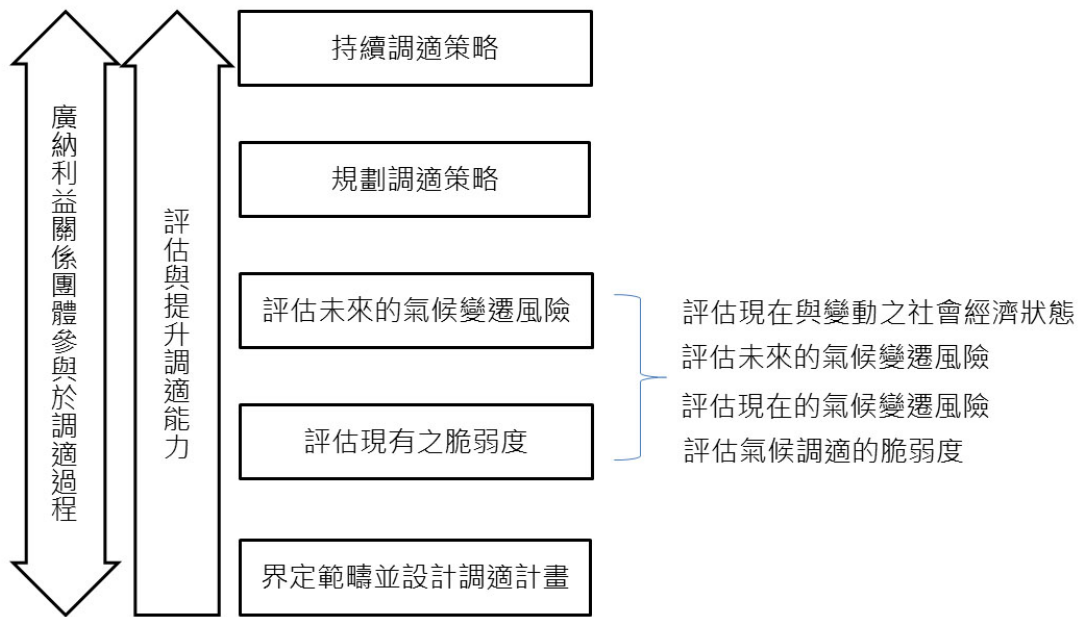 廣納利益關係團體參與於調適過程
評估與提升調適能力
持續調適策略
規劃調適策略
評估未來的氣候變遷風險
評估現有之脆弱度
界定範疇並設計調適計畫
評估現在與變動之社會經濟狀態
評估未來的氣候變遷風險
評估現在的氣候變遷風險
評估氣候調適的脆弱度